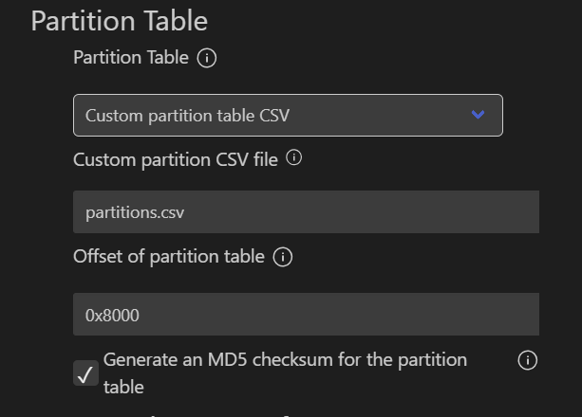 Partition Table
Partition Table
Custom partition table CSV
Custom partition CSV file
partitions.csv
Offset of partition table
0x8000
Generate an MD5 checksum for the partition
table